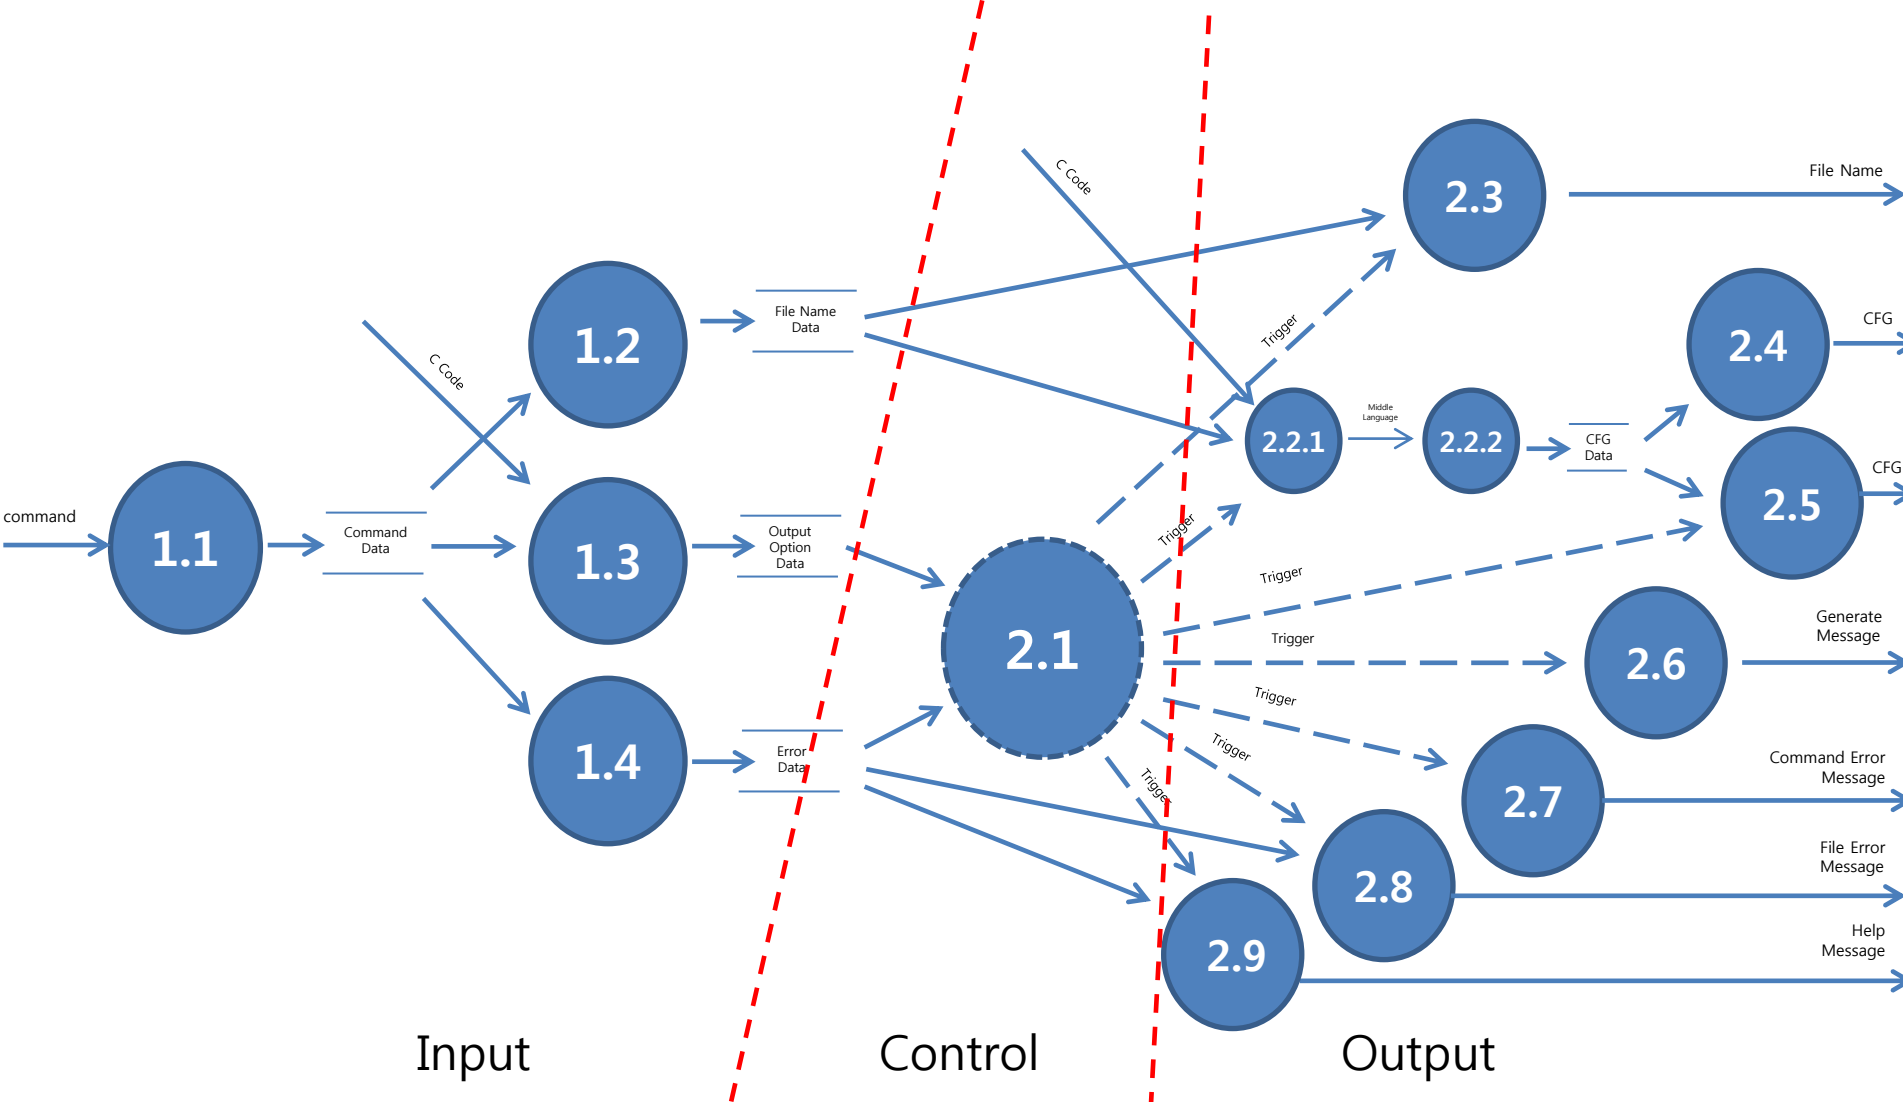 command
1.1
Command
Data
C Code
1.2
1.3
1.4
File Name
Data
Output
Option
Data
Error
Data
C Code
2.1
Trigger
Trigger
Trigger
Trigger
Trigger
Trigger
Trigger
2.2.1
Middle
Language
2.2.2
CFG
Data
2.3
File Name
2.4
CFG
2.5
CFG
2.6
Generate
Message
2.7
Command Error
Message
2.8
File Error
Message
2.9
Help
Message
Input
Control
Output